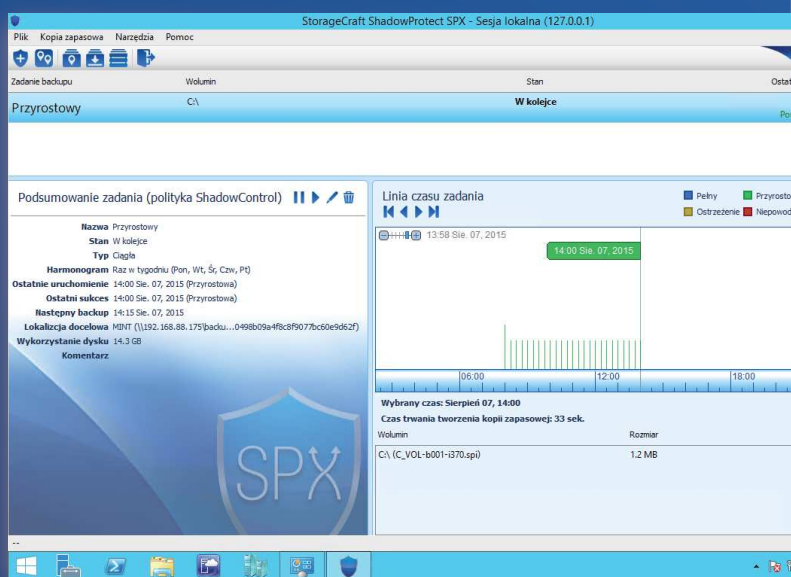 StorageCraft ShadowProtect SPX - Sesja lokalna (127.0.0.1)
Plik Kopia zapasowa Narzędzia Pomoc
Zadanie backupu Wolumin Stan Ostat
Przyrostowy C:\ W kolejce
Po
Podsumowanie zadania (polityka ShadowControl)
Nazwa Przyrostowy
Stan W kolejce
Typ Ciągła
Harmonogram Raz w tygodniu (Pon, Wt, Śr, Czw, Pt)
Ostatnie uruchomienie 14:00 Sie. 07, 2015 (Przyrostowa)
Ostatni sukces 14:00 Sie. 07, 2015 (Przyrostowa)
Następny backup 14:15 Sie. 07, 2015
Lokalizcja docelowa MINT (\\192.168.88.175\backu...0498b09a4f8c8f9077bc60e9d62f)
Wykorzystanie dysku 14.3 GB
Komentarz
SPX
Linia czasu zadania
Pełny Przyrosto
Ostrzeżenie Niepowod
13:58 Sie. 07, 2015
14:00 Sie. 07, 2015
06:00 12:00 18:00
Wybrany czas: Sierpień 07, 14:00
Czas trwania tworzenia kopii zapasowej: 33 sek.
Wolumin Rozmiar
C:\ (C_VOL-b001-i370.spi) 1.2 MB
--